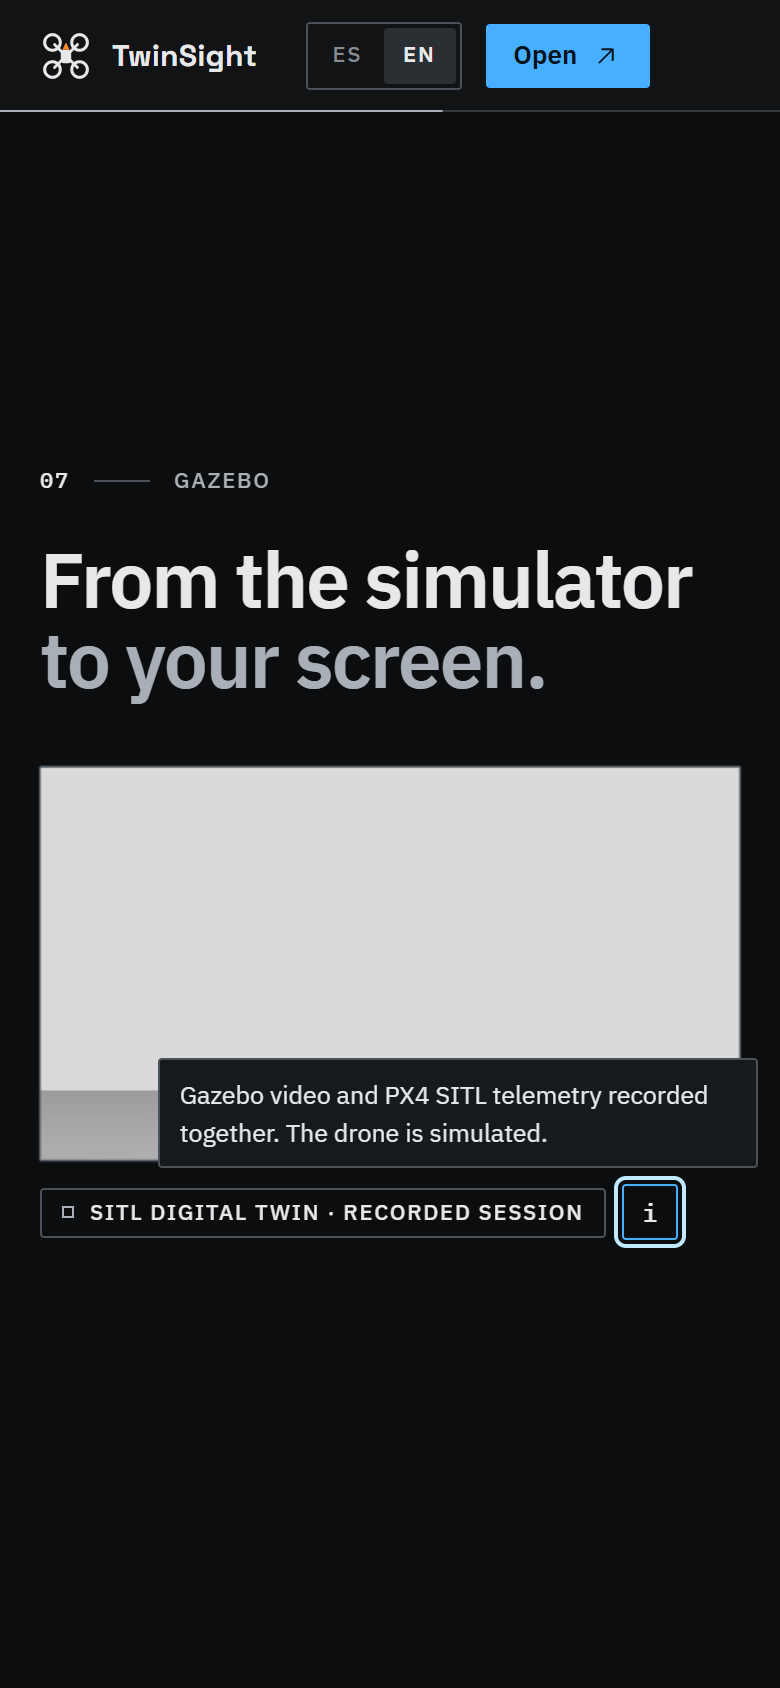 TwinSight
ES
EN
Open
07
GAZEBO
From the simulator
to your screen.
Gazebo video and PX4 SITL telemetry recorded
together. The drone is simulated.
SITL DIGITAL TWIN · RECORDED SESSION
i